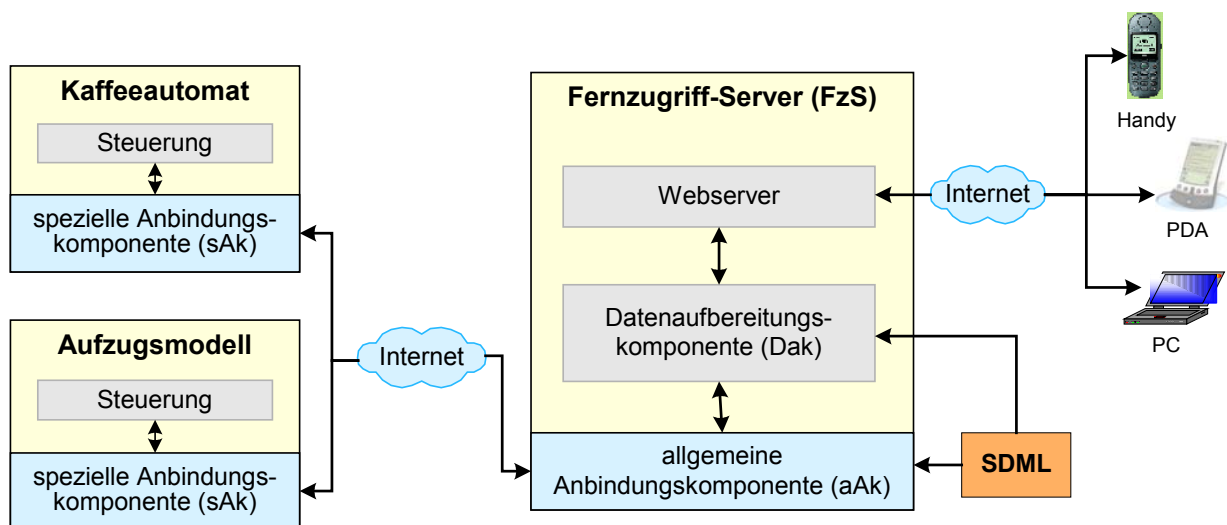 Kaffeeautomat
Steuerung
spezielle Anbindungs-
komponente (sAk)
Aufzugsmodell
Steuerung
spezielle Anbindungs-
komponente (sAk)
Internet
Fernzugriff-Server (FzS)
Webserver
Datenaufbereitungs-
komponente (Dak)
allgemeine
Anbindungskomponente (aAk)
SDML
Internet
Handy
PDA
PC